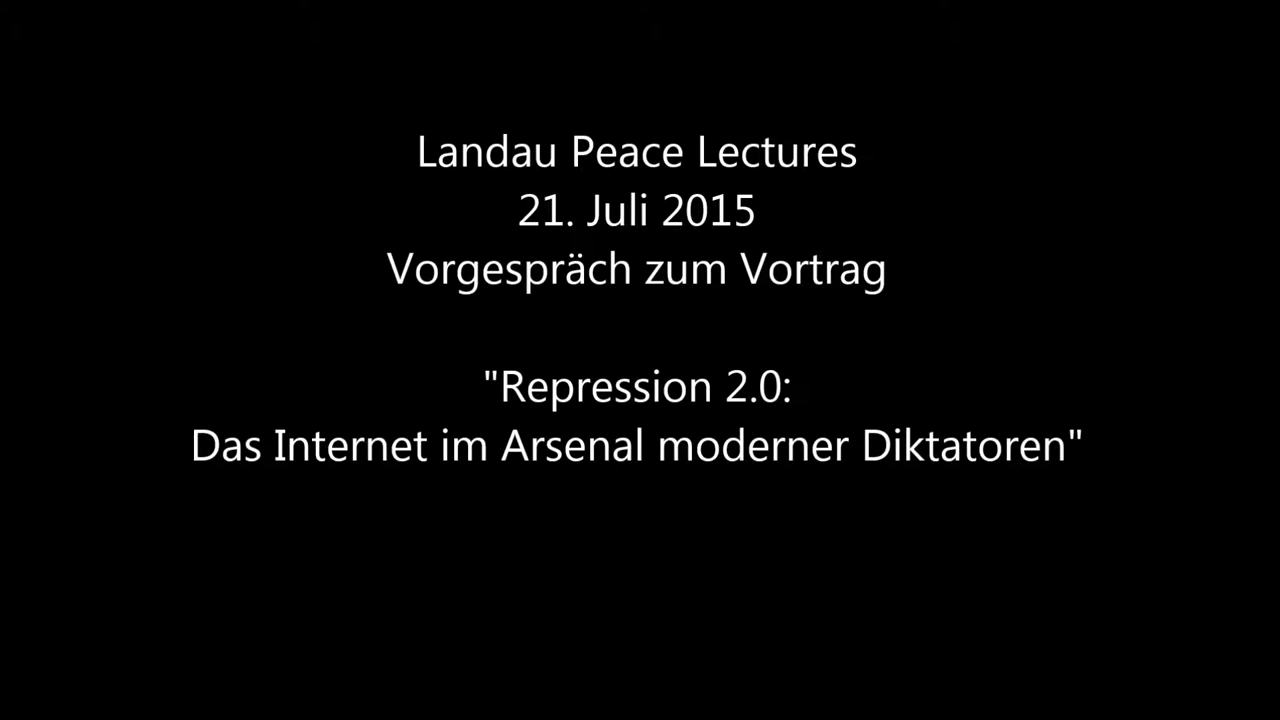 Landau Peace Lectures
21. Juli 2015
Vorgespräch zum Vortrag
"Repression 2.0:
Das Internet im Arsenal moderner Diktatoren"